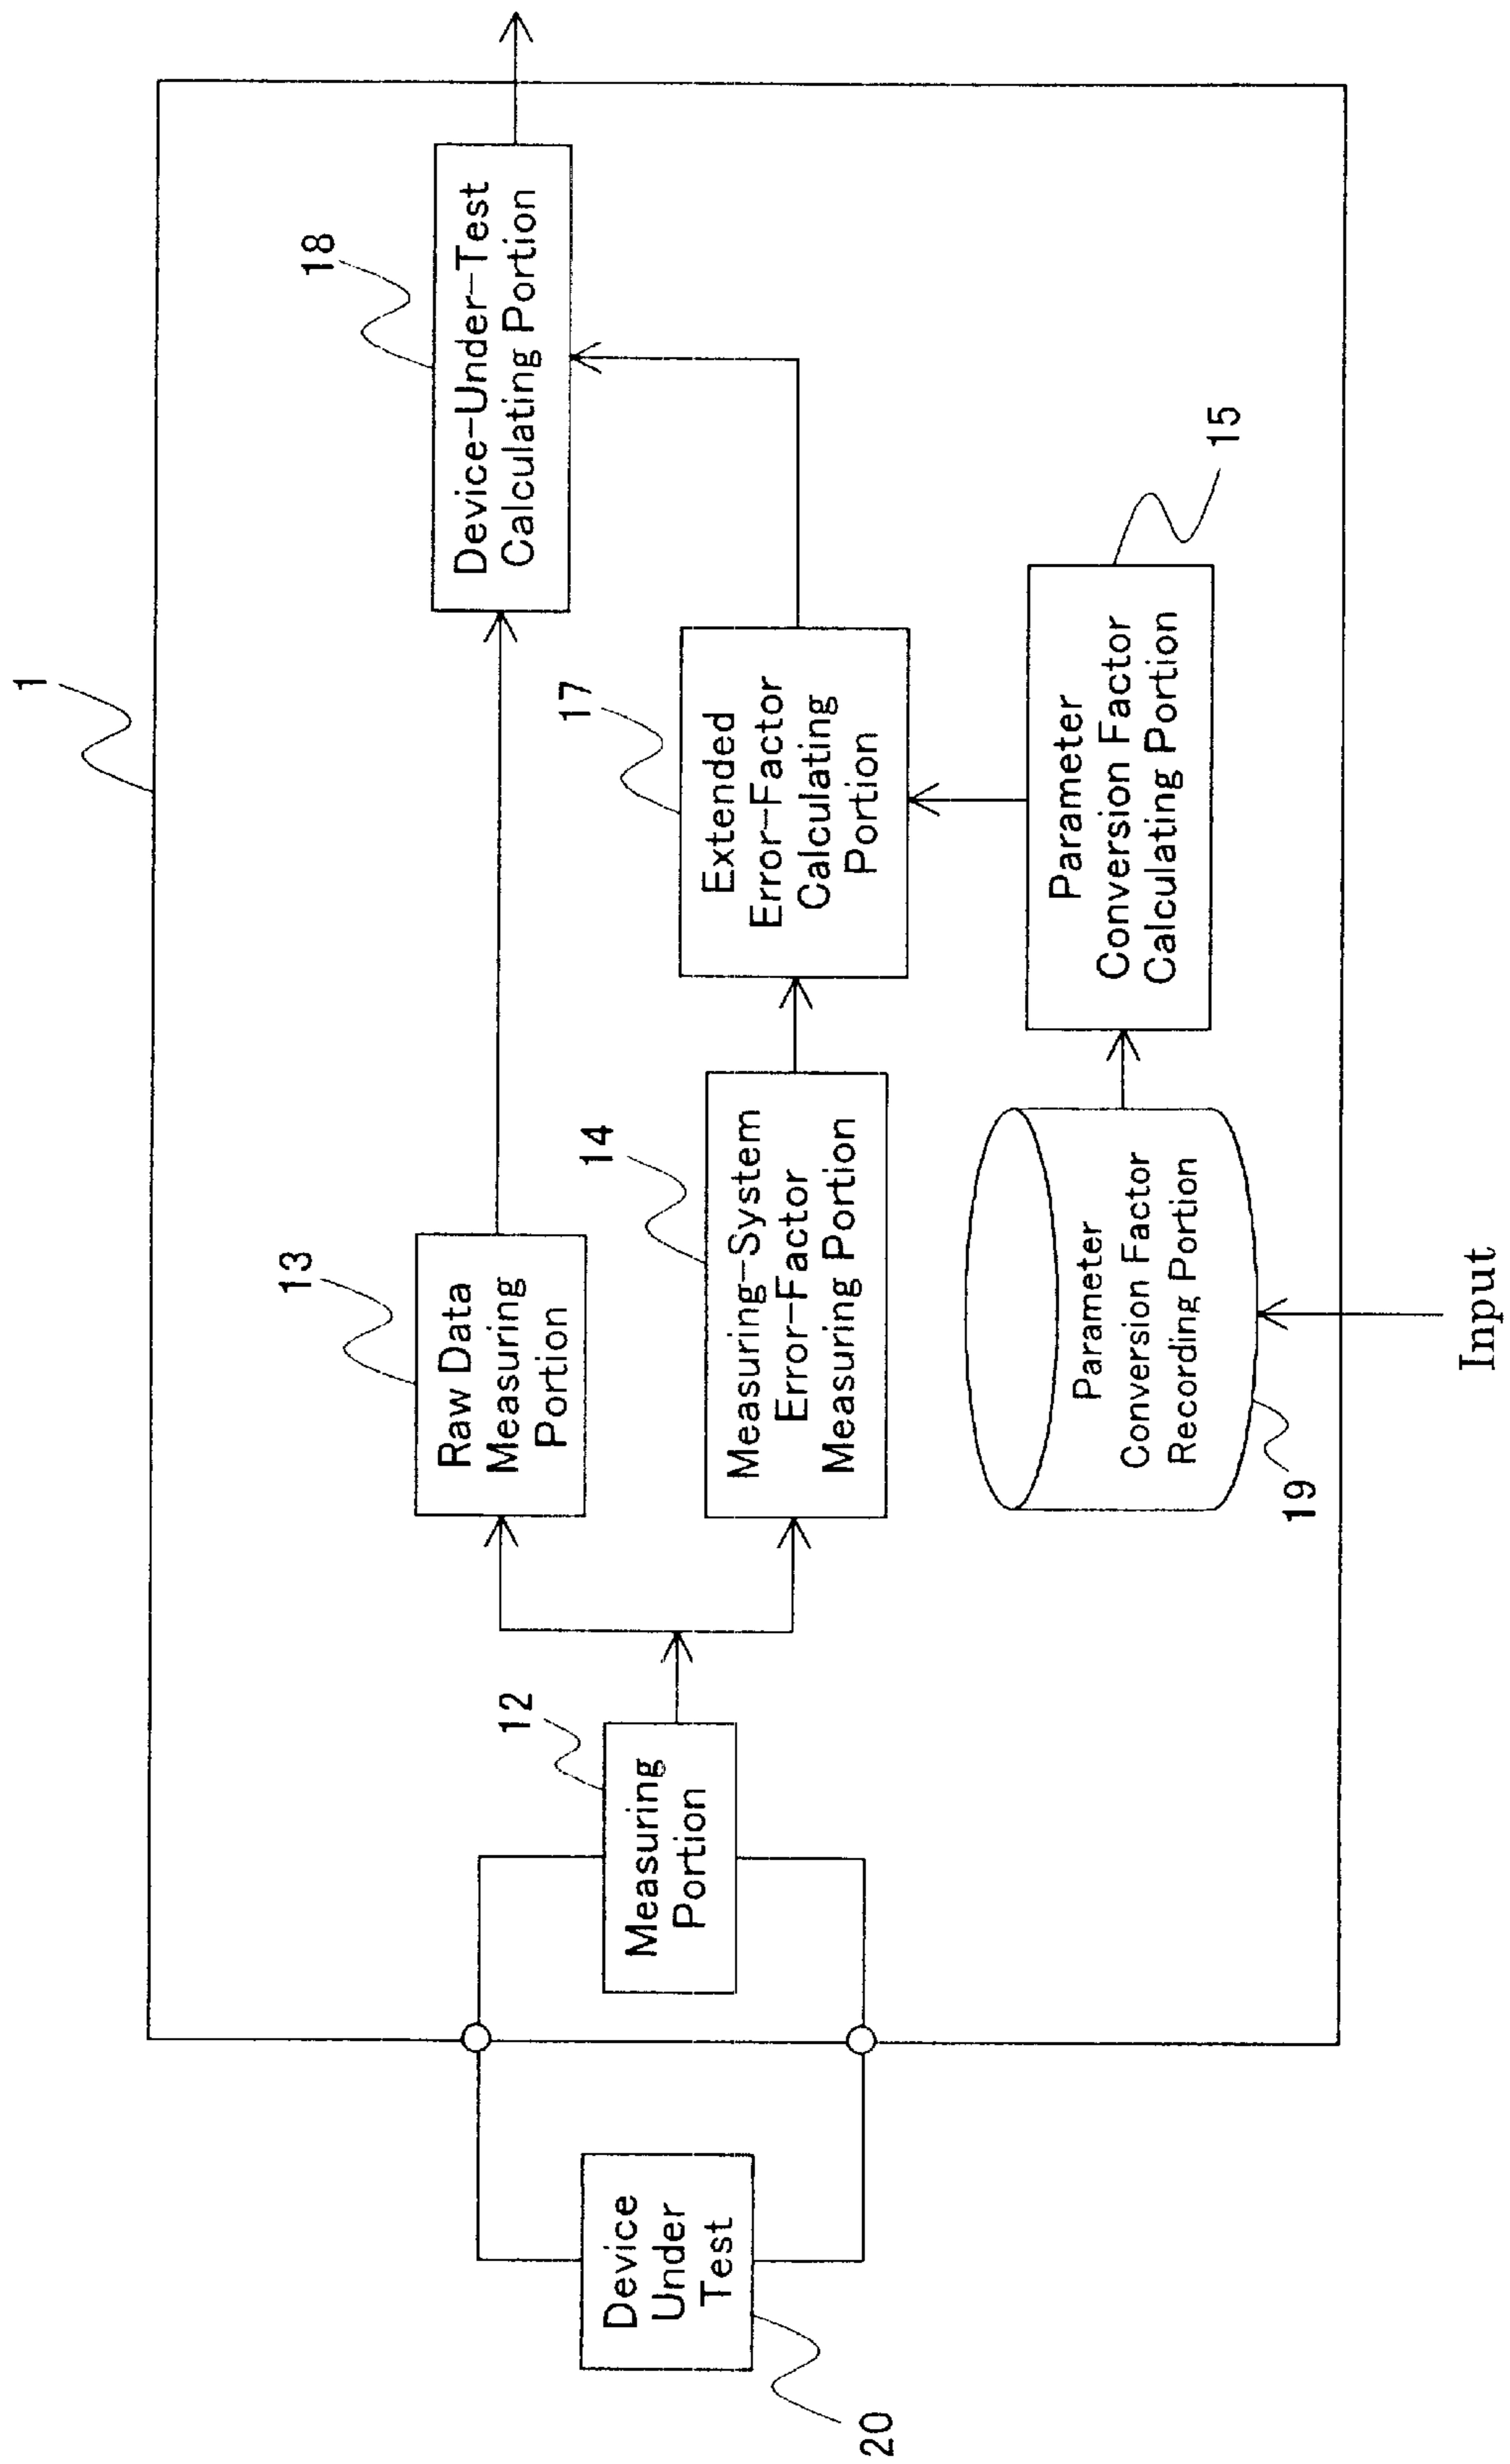 1
18
Device-Under-Test
Calculating Portion
13
Raw Data
Measuring
Portion
17
Extended
Error-Factor
Calculating
Portion
12
Measuring
Portion
14
Measuring-System
Error-Factor
Measuring Portion
15
Parameter
Conversion Factor
Calculating Portion
Device
Under
Test
20
Parameter
Conversion Factor
Recording Portion
19
Input